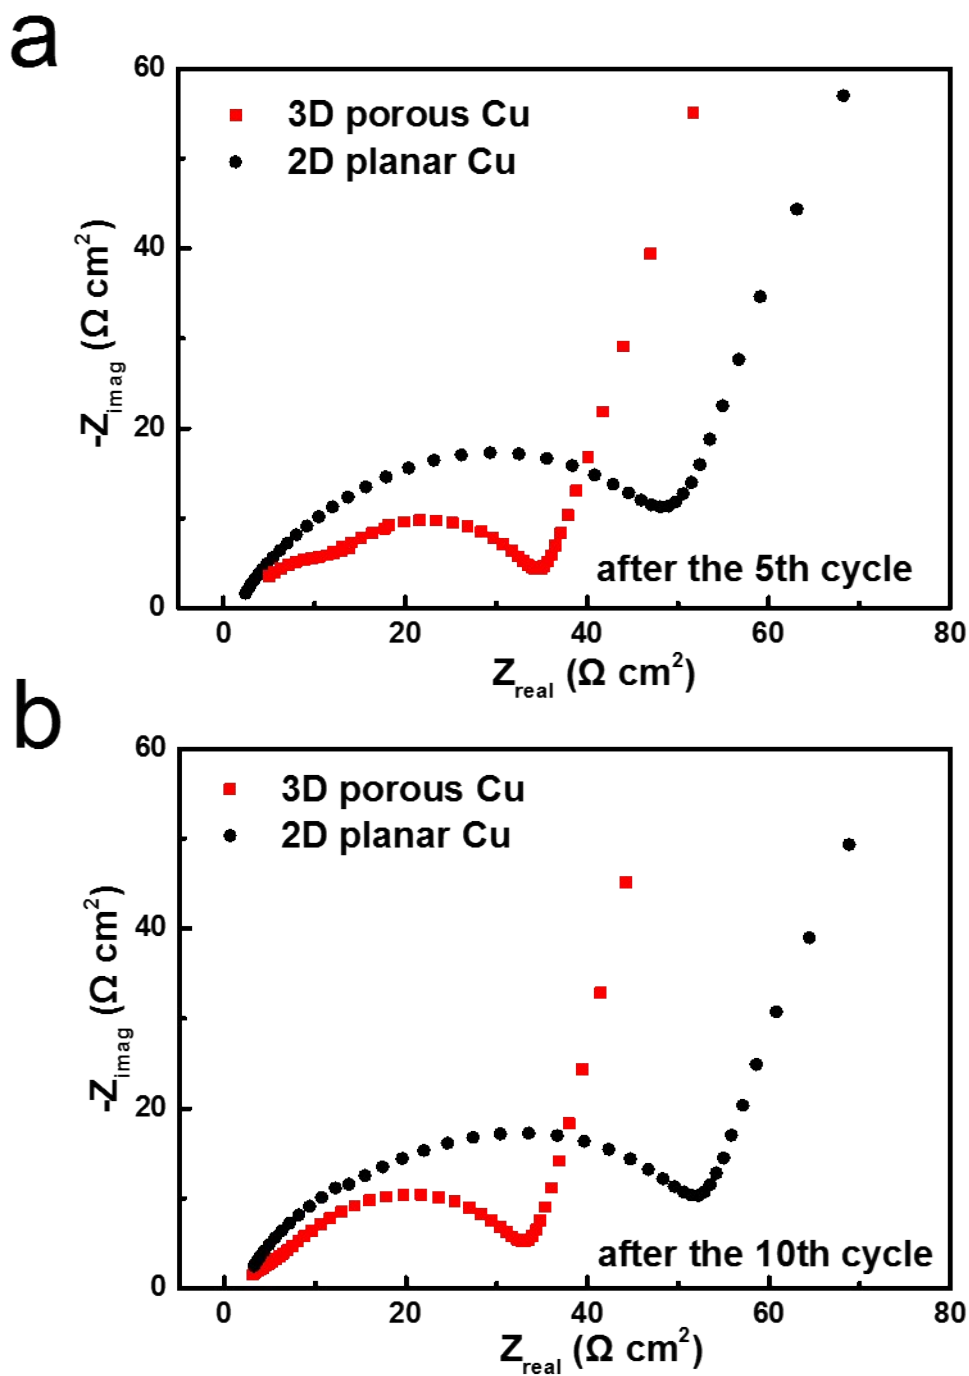 a
60
3D porous Cu
2D planar Cu
40
-Zimag (Ω cm²)
20
after the 5th cycle
0
0 20 40 60 80
Zreal (Ω cm²)
b
60
3D porous Cu
2D planar Cu
40
-Zimag (Ω cm²)
20
after the 10th cycle
0
0 20 40 60 80
Zreal (Ω cm²)